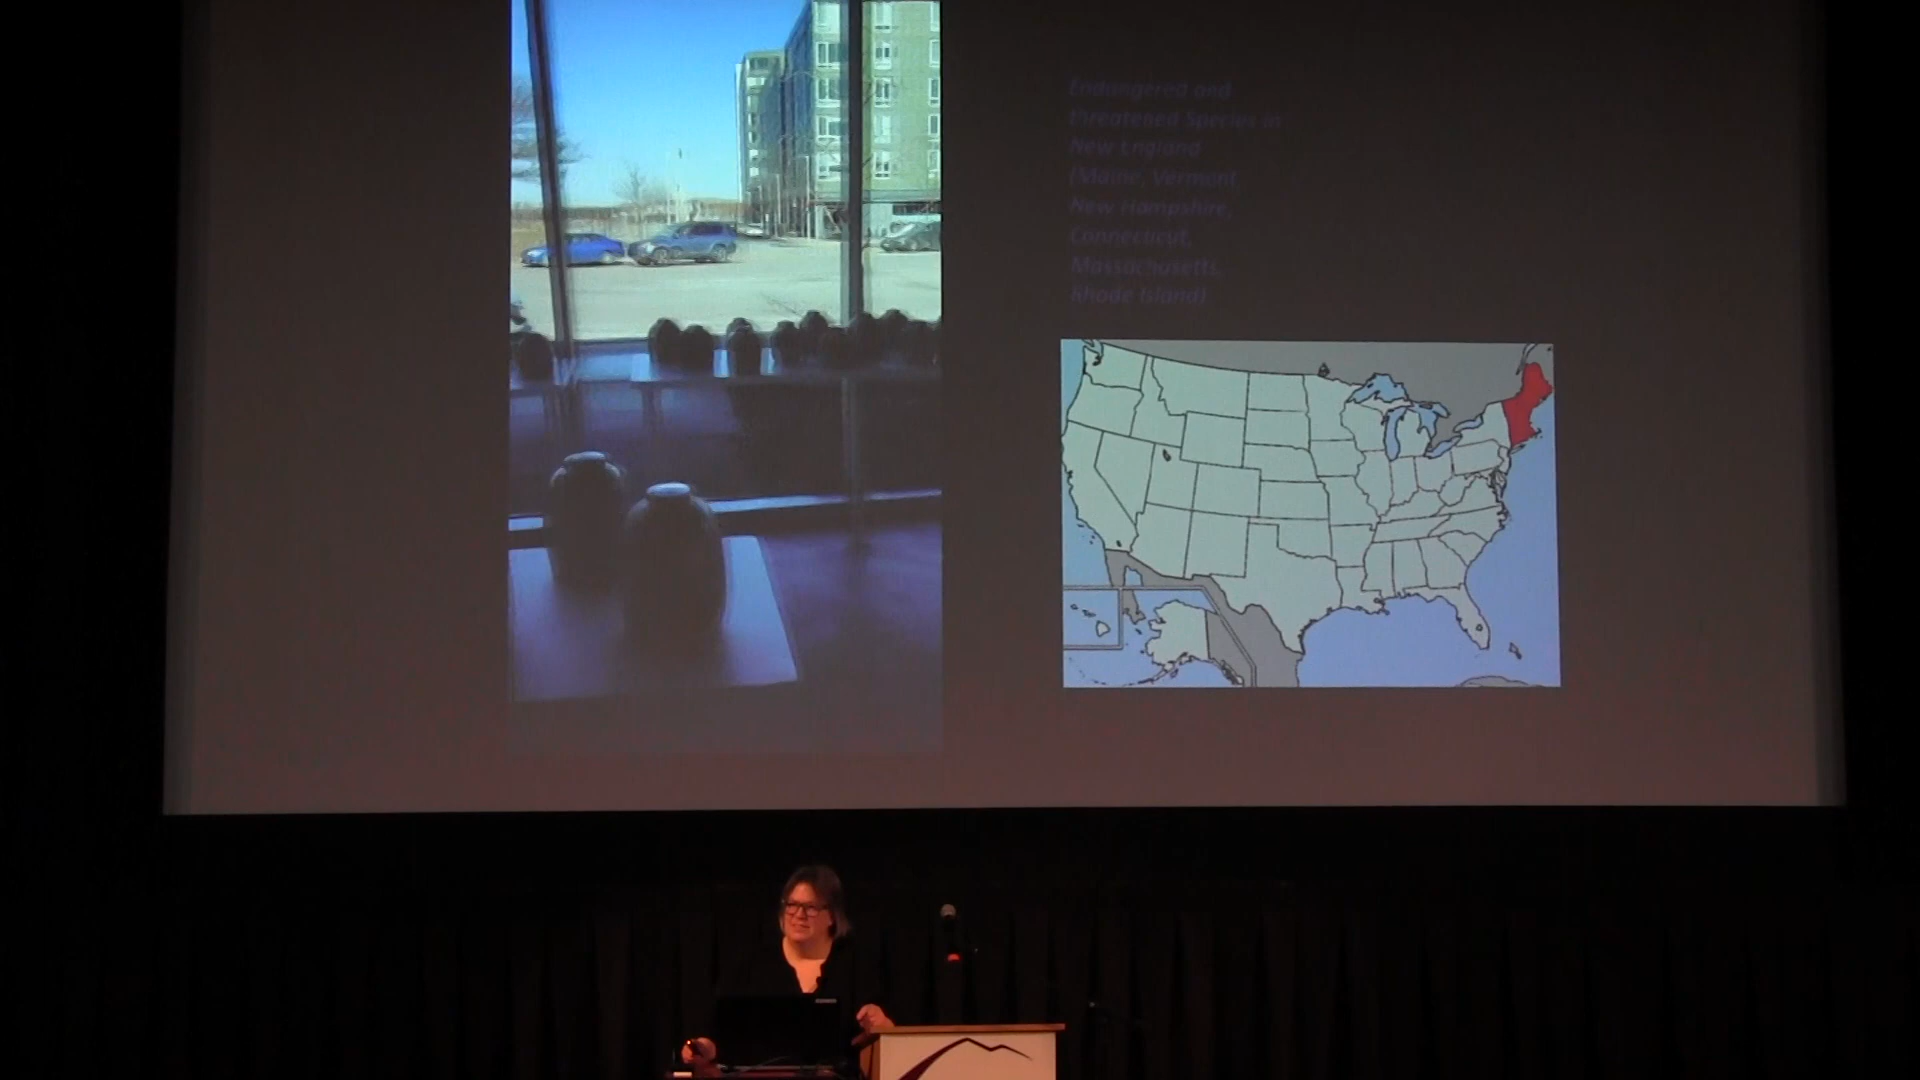 Endangered and
threatened Species in
New England
(Maine, Vermont,
New Hampshire,
Connecticut,
Massachusetts,
Rhode Island)